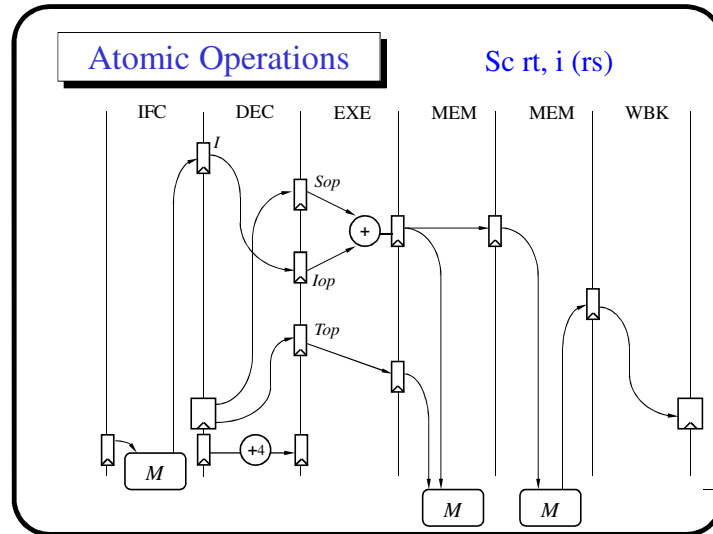 Atomic Operations
Sc rt, i (rs)
IFC DEC EXE MEM MEM WBK
I
Sop
+
Iop
Top
+4
M
M M